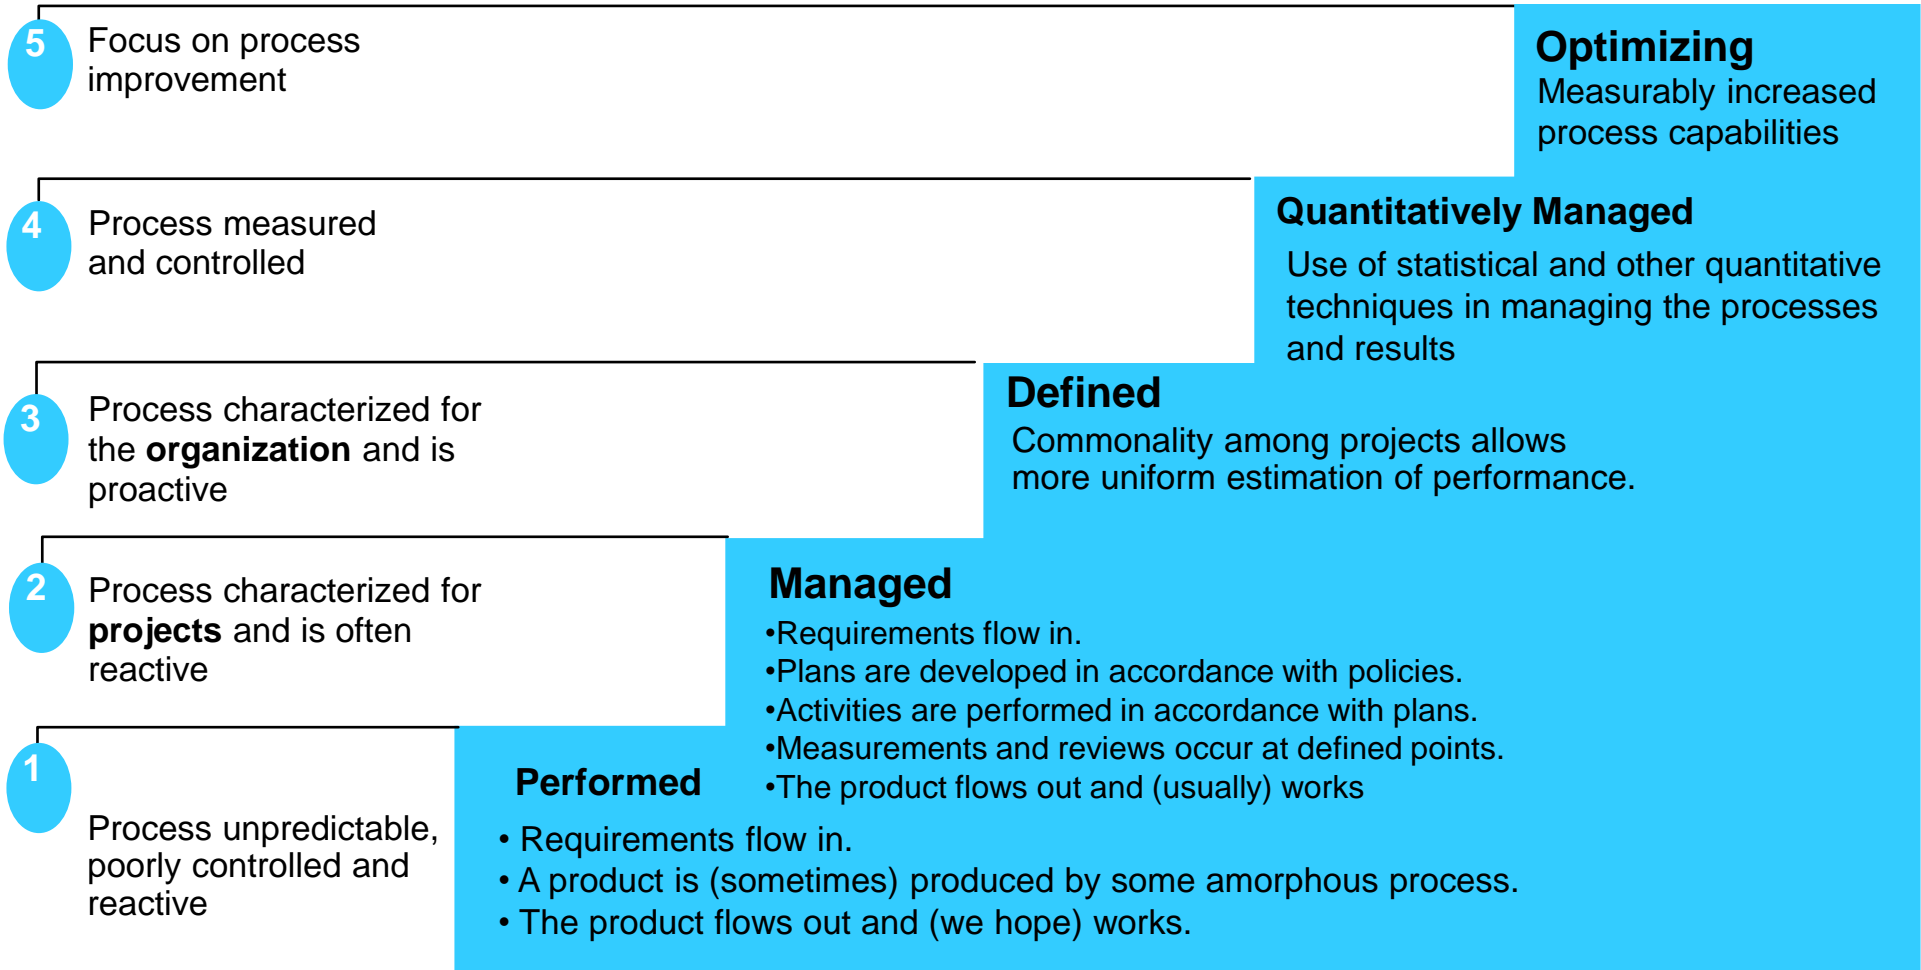 5
Focus on process
improvement
Optimizing
Measurably increased
process capabilities
4
Process measured
and controlled
Quantitatively Managed
Use of statistical and other quantitative
techniques in managing the processes
and results
3
Process characterized for
the organization and is
proactive
Defined
Commonality among projects allows
more uniform estimation of performance.
2
Process characterized for
projects and is often
reactive
Managed
•Requirements flow in.
•Plans are developed in accordance with policies.
•Activities are performed in accordance with plans.
•Measurements and reviews occur at defined points.
•The product flows out and (usually) works
1
Process unpredictable,
poorly controlled and
reactive
Performed
• Requirements flow in.
• A product is (sometimes) produced by some amorphous process.
• The product flows out and (we hope) works.